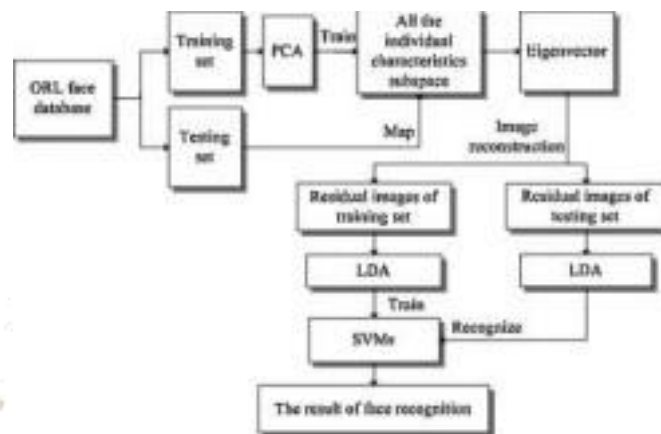 ORL face
database
Training
set
Testing
set
PCA
Train
All the
individual
characteristics
subspace
Eigenvector
Map
Image
reconstruction
Residual images of
training set
Residual images of
testing set
LDA
LDA
Train
SVMs
Recognize
The result of face recognition